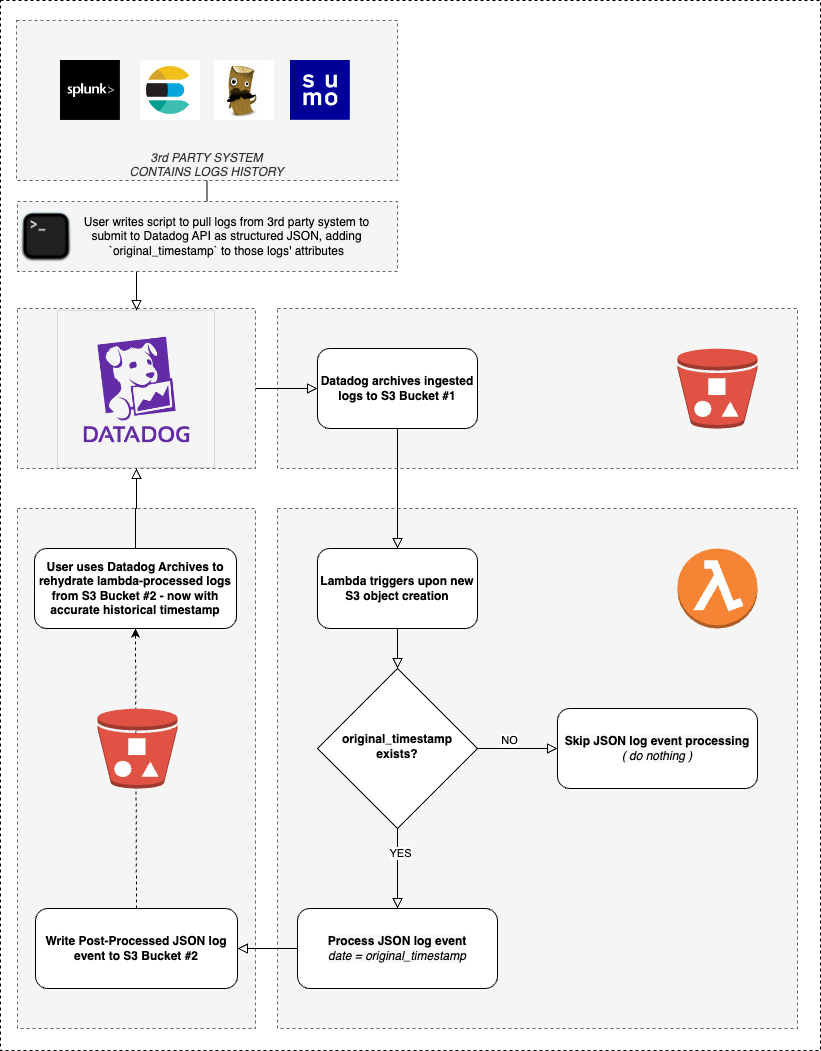 splunk>
su
mo
3rd PARTY SYSTEM
CONTAINS LOGS HISTORY
>_
User writes script to pull logs from 3rd party system to
submit to Datadog API as structured JSON, adding
`original_timestamp` to those logs' attributes
DATADOG
Datadog archives ingested
logs to S3 Bucket #1
User uses Datadog Archives to
rehydrate lambda-processed logs
from S3 Bucket #2 - now with
accurate historical timestamp
Lambda triggers upon new
S3 object creation
λ
original_timestamp
exists?
NO
Skip JSON log event processing
( do nothing )
YES
Write Post-Processed JSON log
event to S3 Bucket #2
Process JSON log event
date = original_timestamp